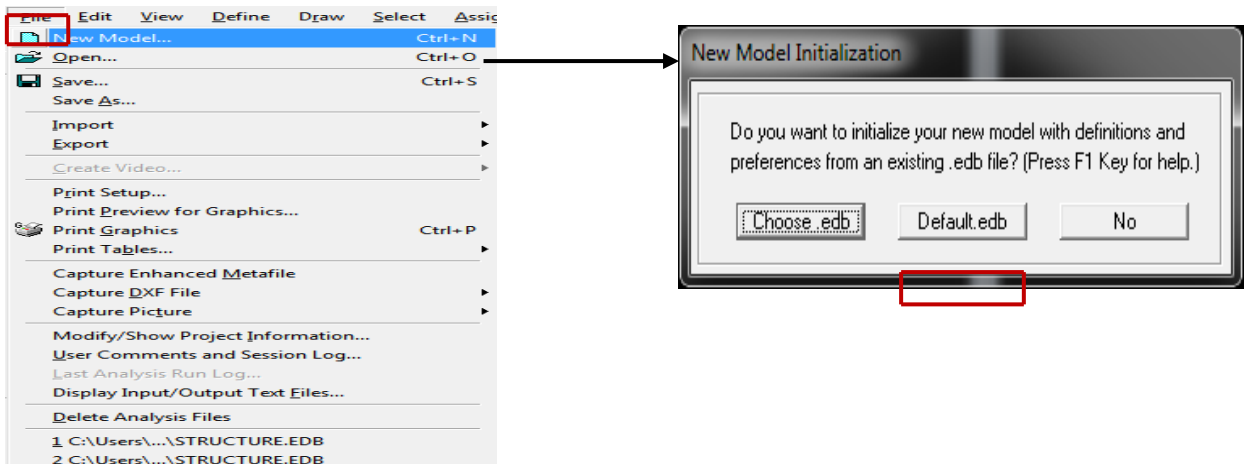 File Edit View Define Draw Select Assig
New Model... Ctrl+N
Open... Ctrl+O
Save... Ctrl+S
Save As...
Import
Export
Create Video...
Print Setup...
Print Preview for Graphics...
Print Graphics Ctrl+P
Print Tables...
Capture Enhanced Metafile
Capture DXF File
Capture Picture
Modify/Show Project Information...
User Comments and Session Log...
Last Analysis Run Log...
Display Input/Output Text Files...
Delete Analysis Files
1 C:\Users\...\STRUCTURE.EDB
2 C:\Users\...\STRUCTURE.EDB
New Model Initialization
Do you want to initialize your new model with definitions and
preferences from an existing .edb file? (Press F1 Key for help.)
Choose .edb Default.edb No